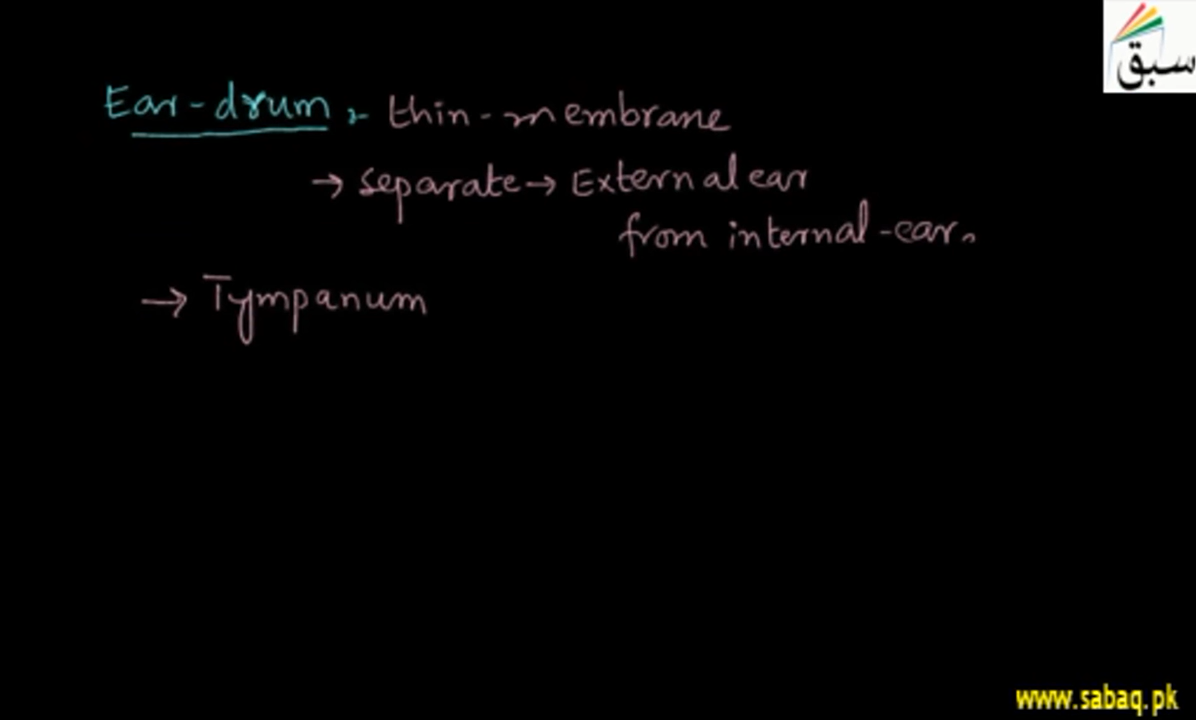 سبق
Ear-drum :- thin-membrane
→ separate → External ear
from internal-ear.
→ Tympanum
www.sabaq.pk